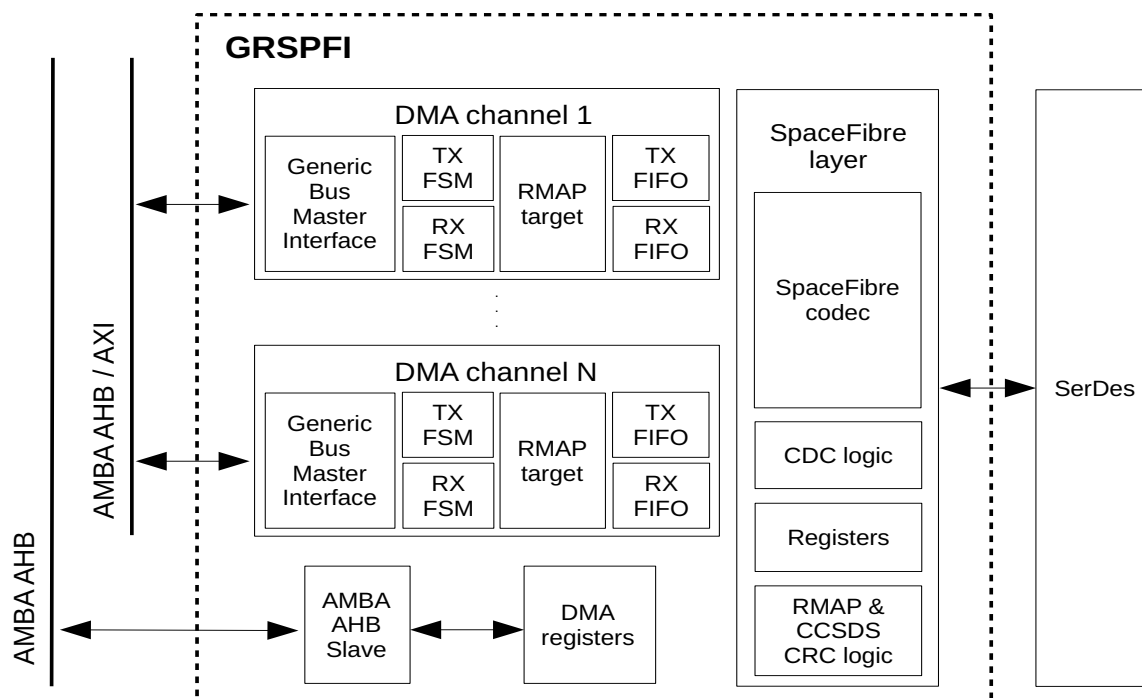 GRSPFI
DMA channel 1
Generic
Bus
Master
Interface
TX
FSM
RX
FSM
RMAP
target
TX
FIFO
RX
FIFO
DMA channel N
Generic
Bus
Master
Interface
TX
FSM
RX
FSM
RMAP
target
TX
FIFO
RX
FIFO
SpaceFibre
layer
SpaceFibre
codec
CDC logic
Registers
RMAP &
CCSDS
CRC logic
SerDes
AMBA AHB / AXI
AMBA AHB
AMBA
AHB
Slave
DMA
registers